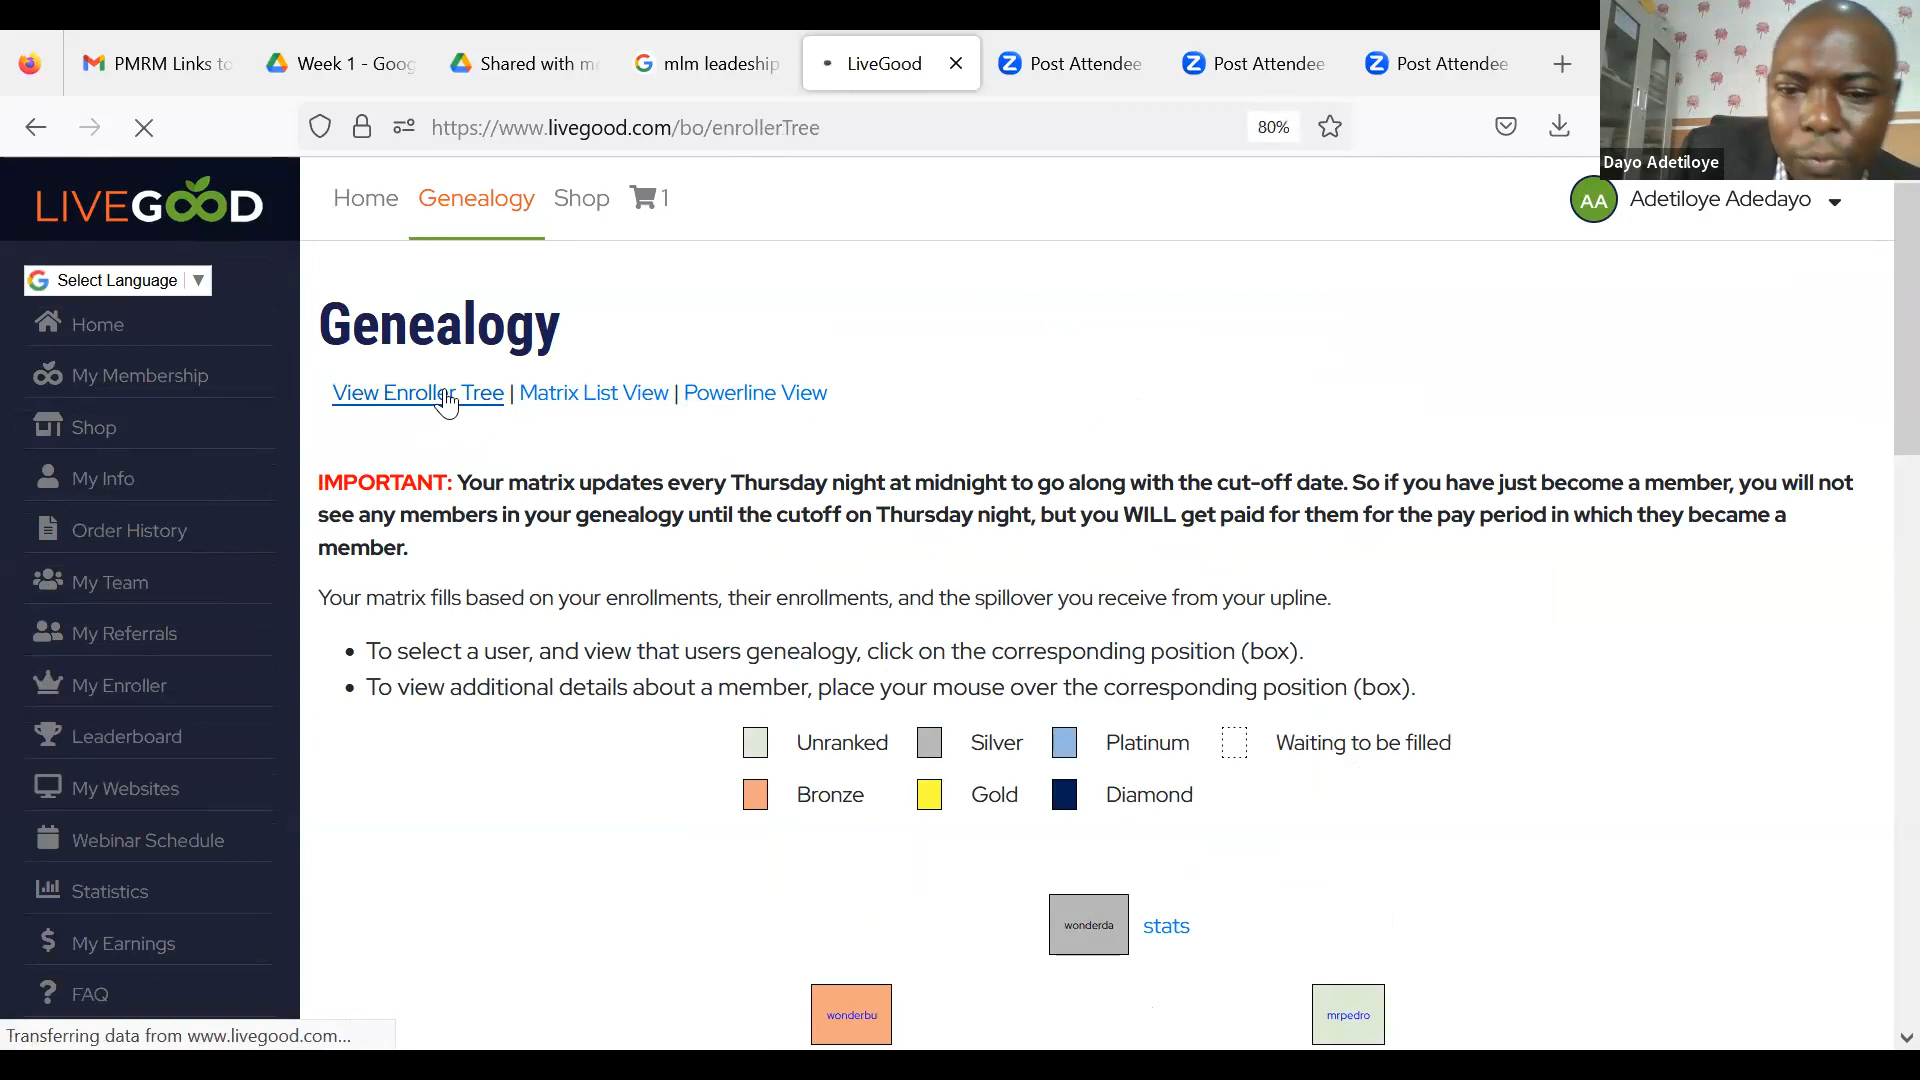 PMRM Links to
Week 1 - Goog
Shared with me
mlm leadeship
LiveGood
Post Attendee
Post Attendee
Post Attendee
https://www.livegood.com/bo/enrollerTree
80%
Dayo Adetiloye
LIVEGOOD
Home
Genealogy
Shop
1
AA
Adetiloye Adedayo
Select Language
Home
My Membership
Shop
My Info
Order History
My Team
My Referrals
My Enroller
Leaderboard
My Websites
Webinar Schedule
Statistics
My Earnings
FAQ
Transferring data from www.livegood.com...
Genealogy
View Enroller Tree | Matrix List View | Powerline View
IMPORTANT: Your matrix updates every Thursday night at midnight to go along with the cut-off date. So if you have just become a member, you will not
see any members in your genealogy until the cutoff on Thursday night, but you WILL get paid for them for the pay period in which they became a
member.
Your matrix fills based on your enrollments, their enrollments, and the spillover you receive from your upline.
• To select a user, and view that users genealogy, click on the corresponding position (box).
• To view additional details about a member, place your mouse over the corresponding position (box).
Unranked Silver Platinum Waiting to be filled
Bronze Gold Diamond
wonderda stats
wonderbu mrpedro